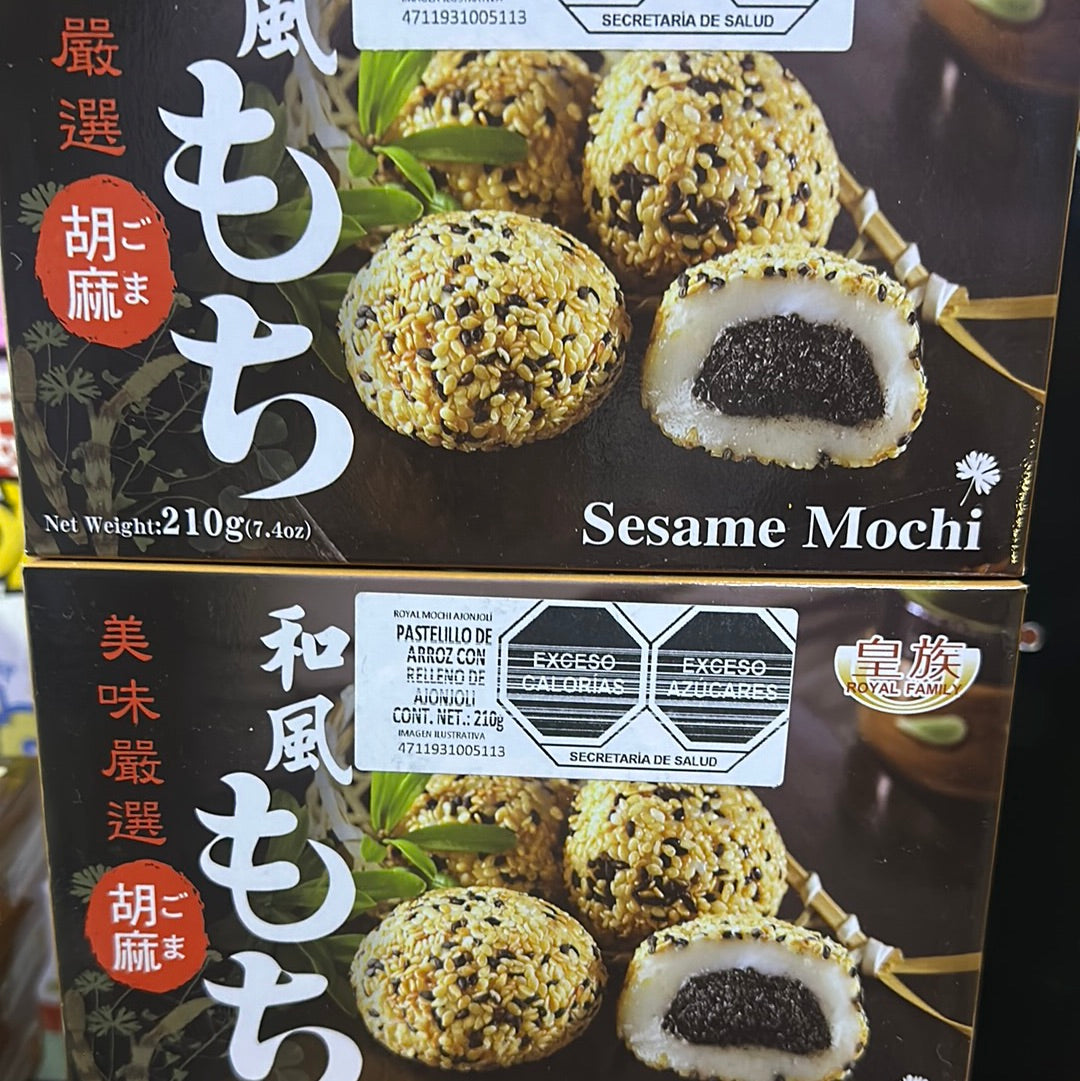 4711931005113
SECRETARÍA DE SALUD
嚴選
風
もち
胡麻
ごま
Net Weight:210g(7.4oz)
Sesame Mochi
美味嚴選
和風
もち
胡麻
ごま
ROYAL MOCHI AJONJOLÍ
PASTELILLO DE
ARROZ CON
RELLENO DE
AJONJOLI
CONT. NET.: 210g
IMAGEN ILUSTRATIVA
4711931005113
EXCESO
CALORÍAS
EXCESO
AZÚCARES
SECRETARÍA DE SALUD
皇族
ROYAL FAMILY